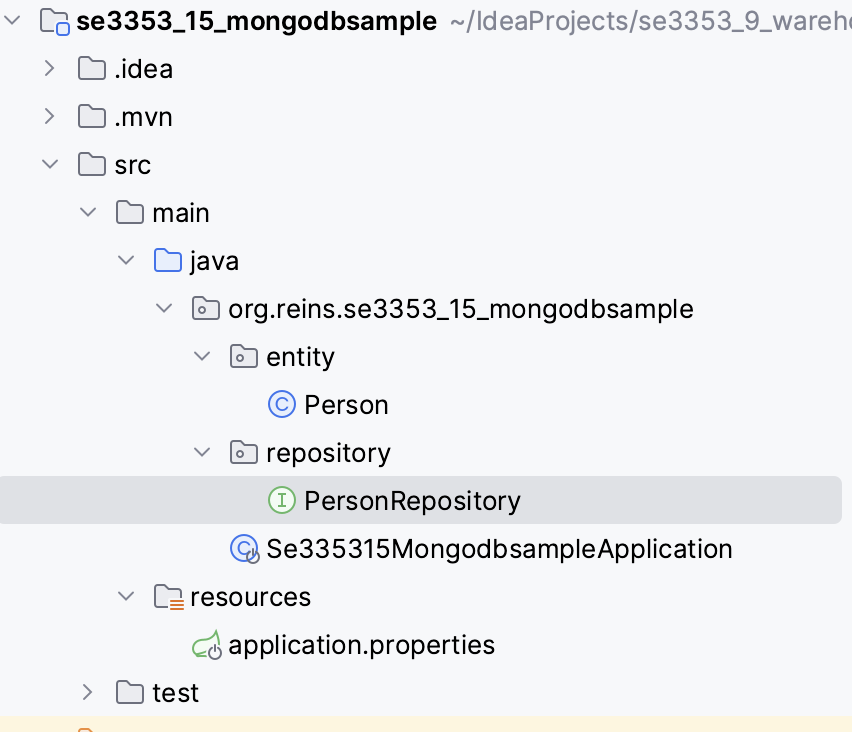 se3353_15_mongodbsample ~/IdeaProjects/se3353_9_wareh
.idea
.mvn
src
main
java
org.reins.se3353_15_mongodbsample
entity
C Person
repository
I PersonRepository
C Se335315MongodbsampleApplication
resources
application.properties
test